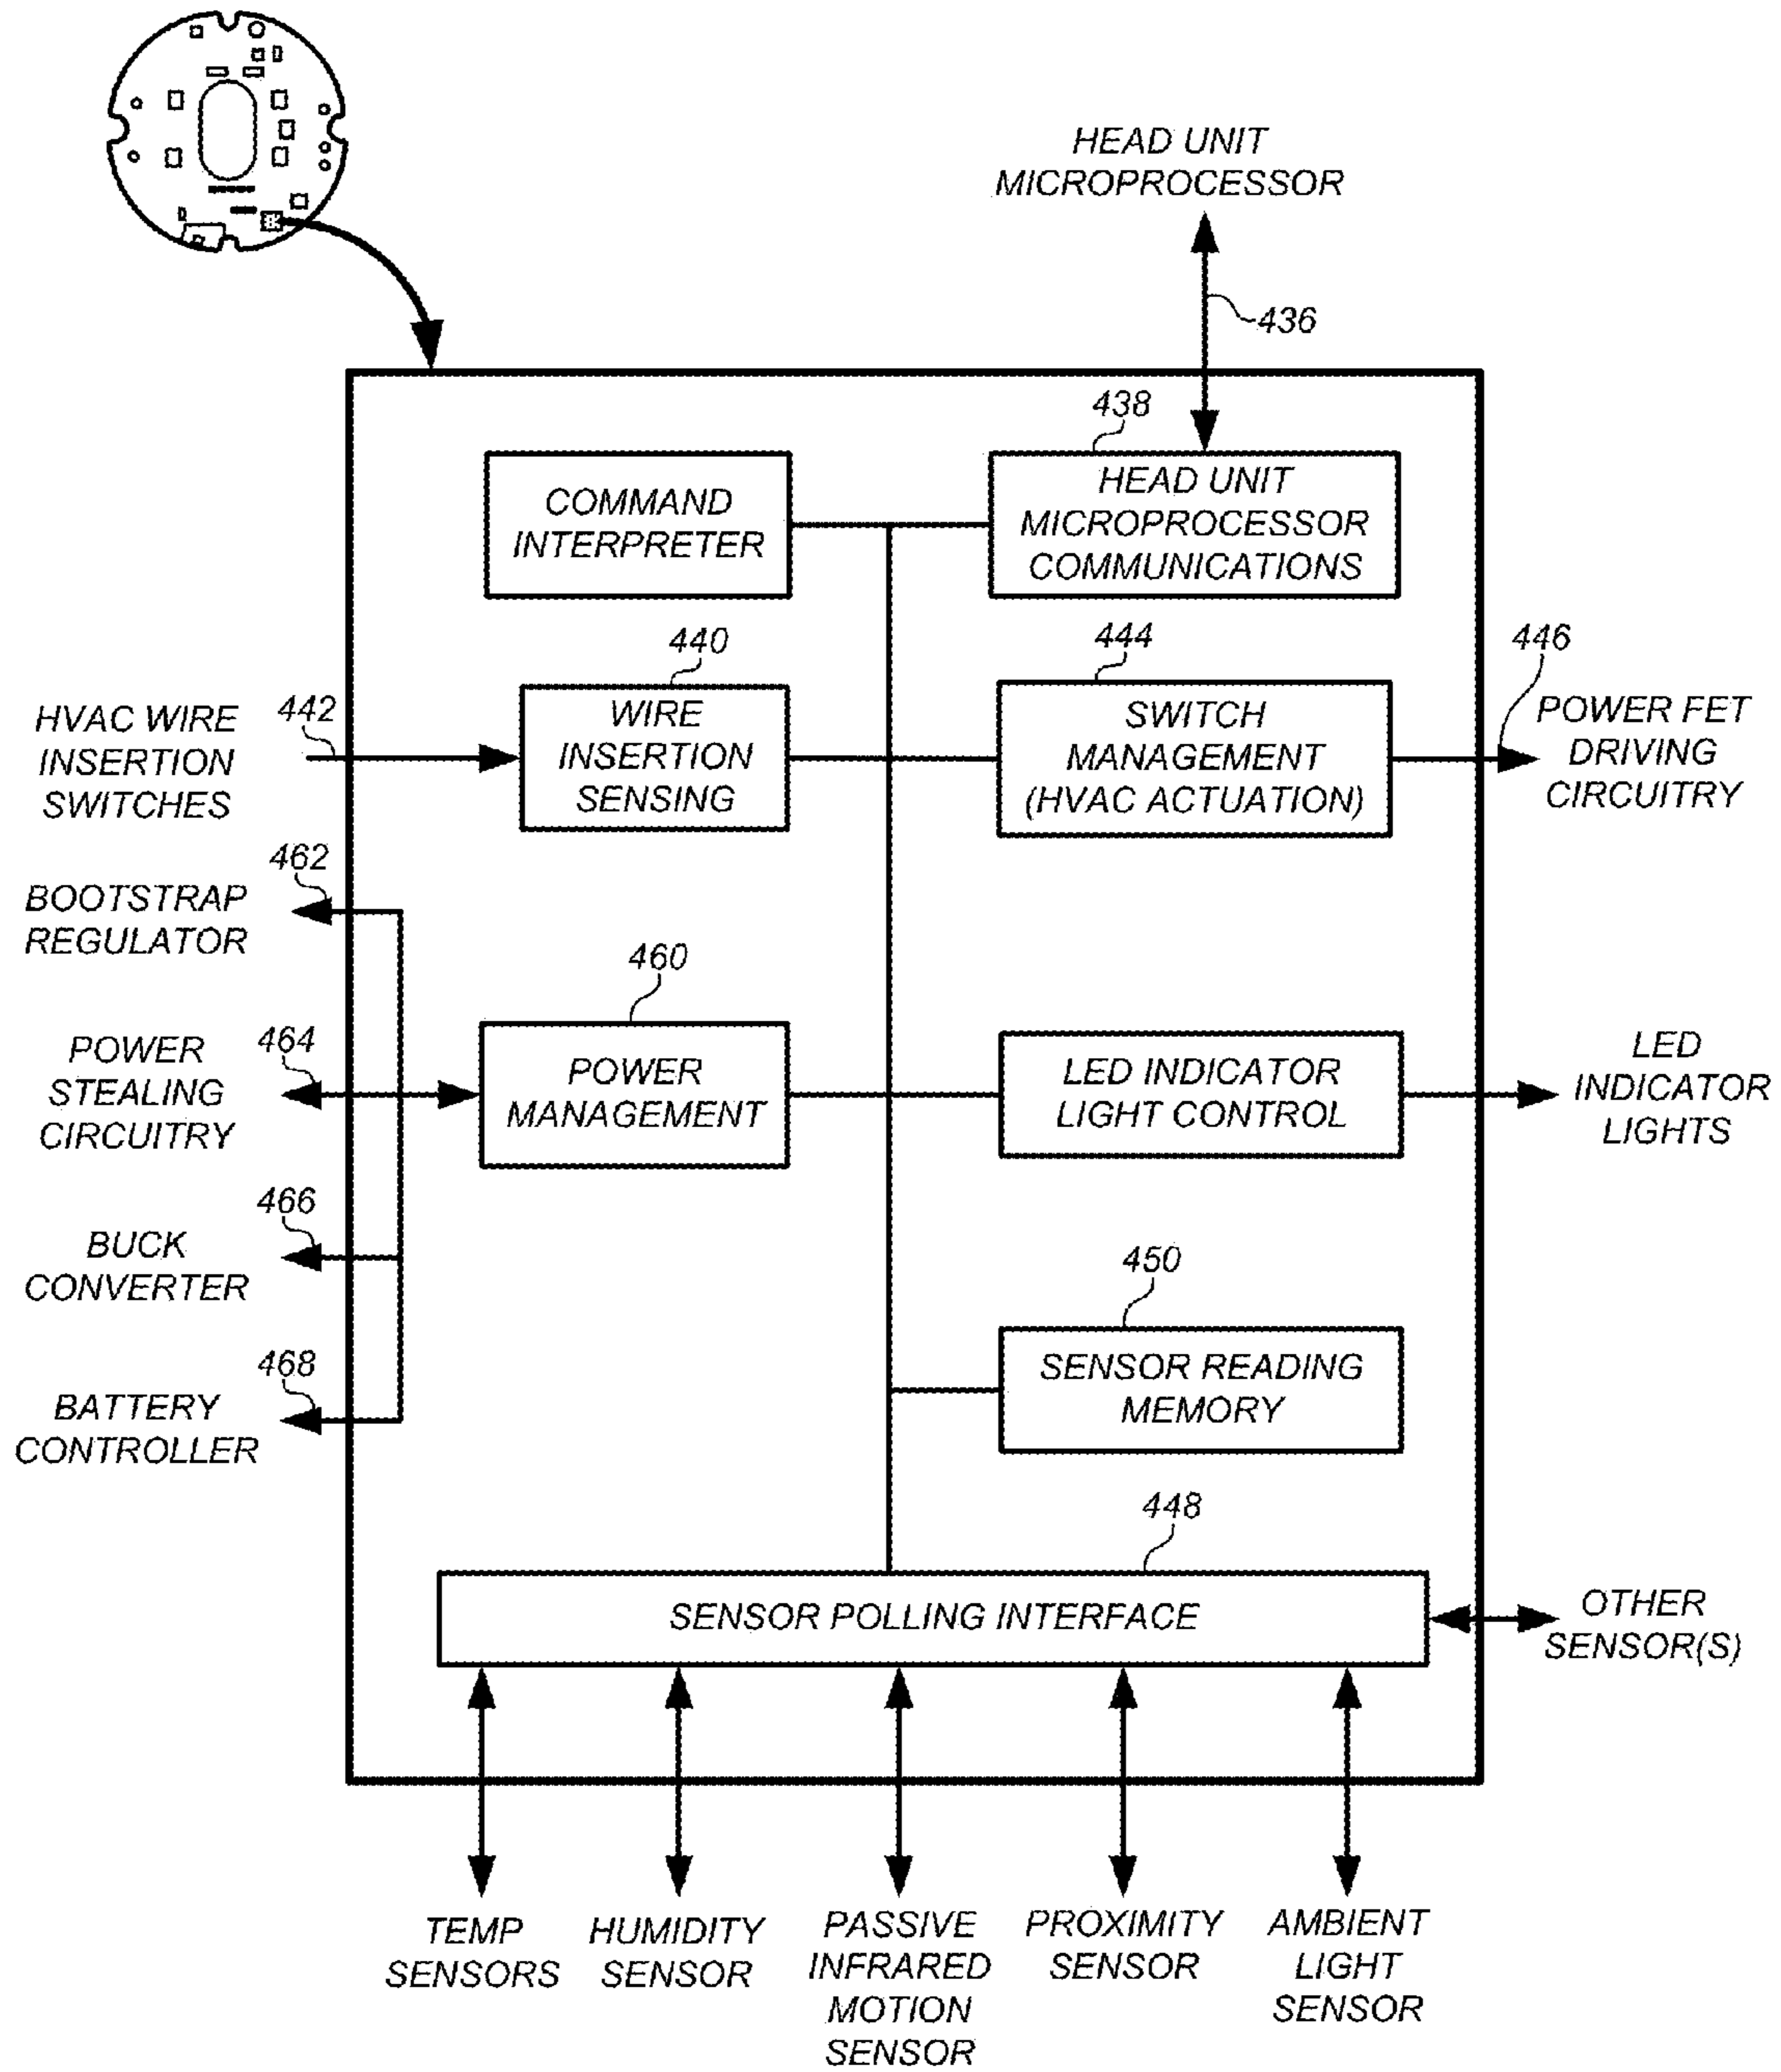 HEAD UNIT
MICROPROCESSOR
436
438
COMMAND
INTERPRETER
HEAD UNIT
MICROPROCESSOR
COMMUNICATIONS
440
444
446
HVAC WIRE
INSERTION
SWITCHES
442
WIRE
INSERTION
SENSING
SWITCH
MANAGEMENT
(HVAC ACTUATION)
POWER FET
DRIVING
CIRCUITRY
462
BOOTSTRAP
REGULATOR
460
464
POWER
STEALING
CIRCUITRY
POWER
MANAGEMENT
LED INDICATOR
LIGHT CONTROL
LED
INDICATOR
LIGHTS
466
BUCK
CONVERTER
450
468
BATTERY
CONTROLLER
SENSOR READING
MEMORY
448
SENSOR POLLING INTERFACE
OTHER
SENSOR(S)
TEMP
SENSORS
HUMIDITY
SENSOR
PASSIVE
INFRARED
MOTION
SENSOR
PROXIMITY
SENSOR
AMBIENT
LIGHT
SENSOR